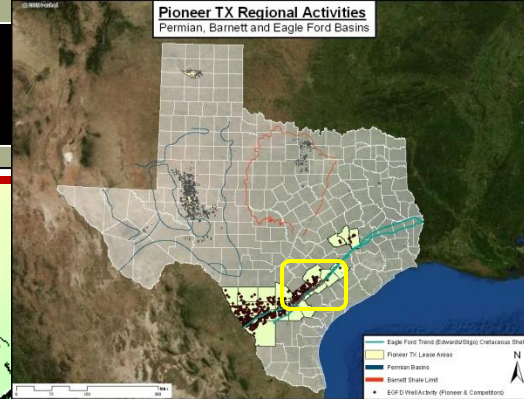 Pioneer TX Regional Activities
Permian, Barnett and Eagle Ford Basins
Eagle Ford Trend (Edwards/Sligo) Cretaceous Shelf
Pioneer TX Lease Areas
Permian Basins
Barnett Shale Limit
EGFD Well Activity (Pioneer & Competitors)
N